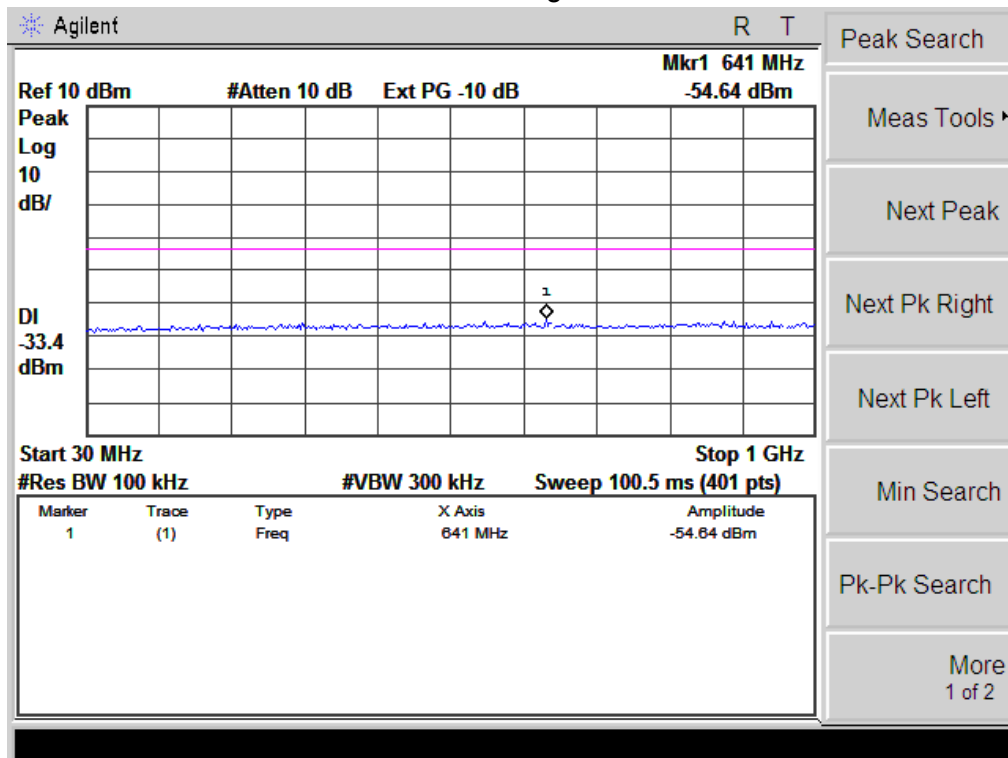 Agilent R T
Mkr1 641 MHz
Ref 10 dBm #Atten 10 dB Ext PG -10 dB -54.64 dBm
Peak
Log
10
dB/
1
DI
-33.4
dBm
Start 30 MHz Stop 1 GHz
#Res BW 100 kHz #VBW 300 kHz Sweep 100.5 ms (401 pts)
Marker Trace Type X Axis Amplitude
1 (1) Freq 641 MHz -54.64 dBm
Peak Search
Meas Tools
Next Peak
Next Pk Right
Next Pk Left
Min Search
Pk-Pk Search
More
1 of 2